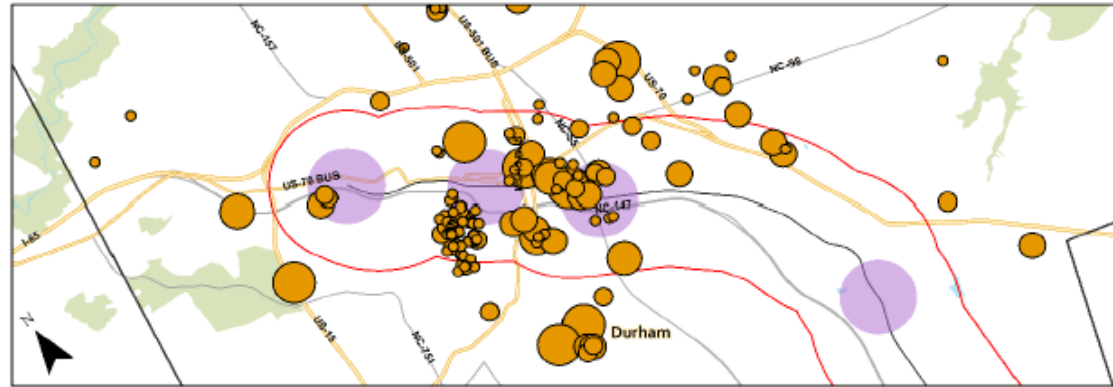 NC-157
US-501
US-501 BUS
US-70
NC-98
NC-55
US-70 BUS
NC-147
I-85
US-15
NC-751
Durham
N